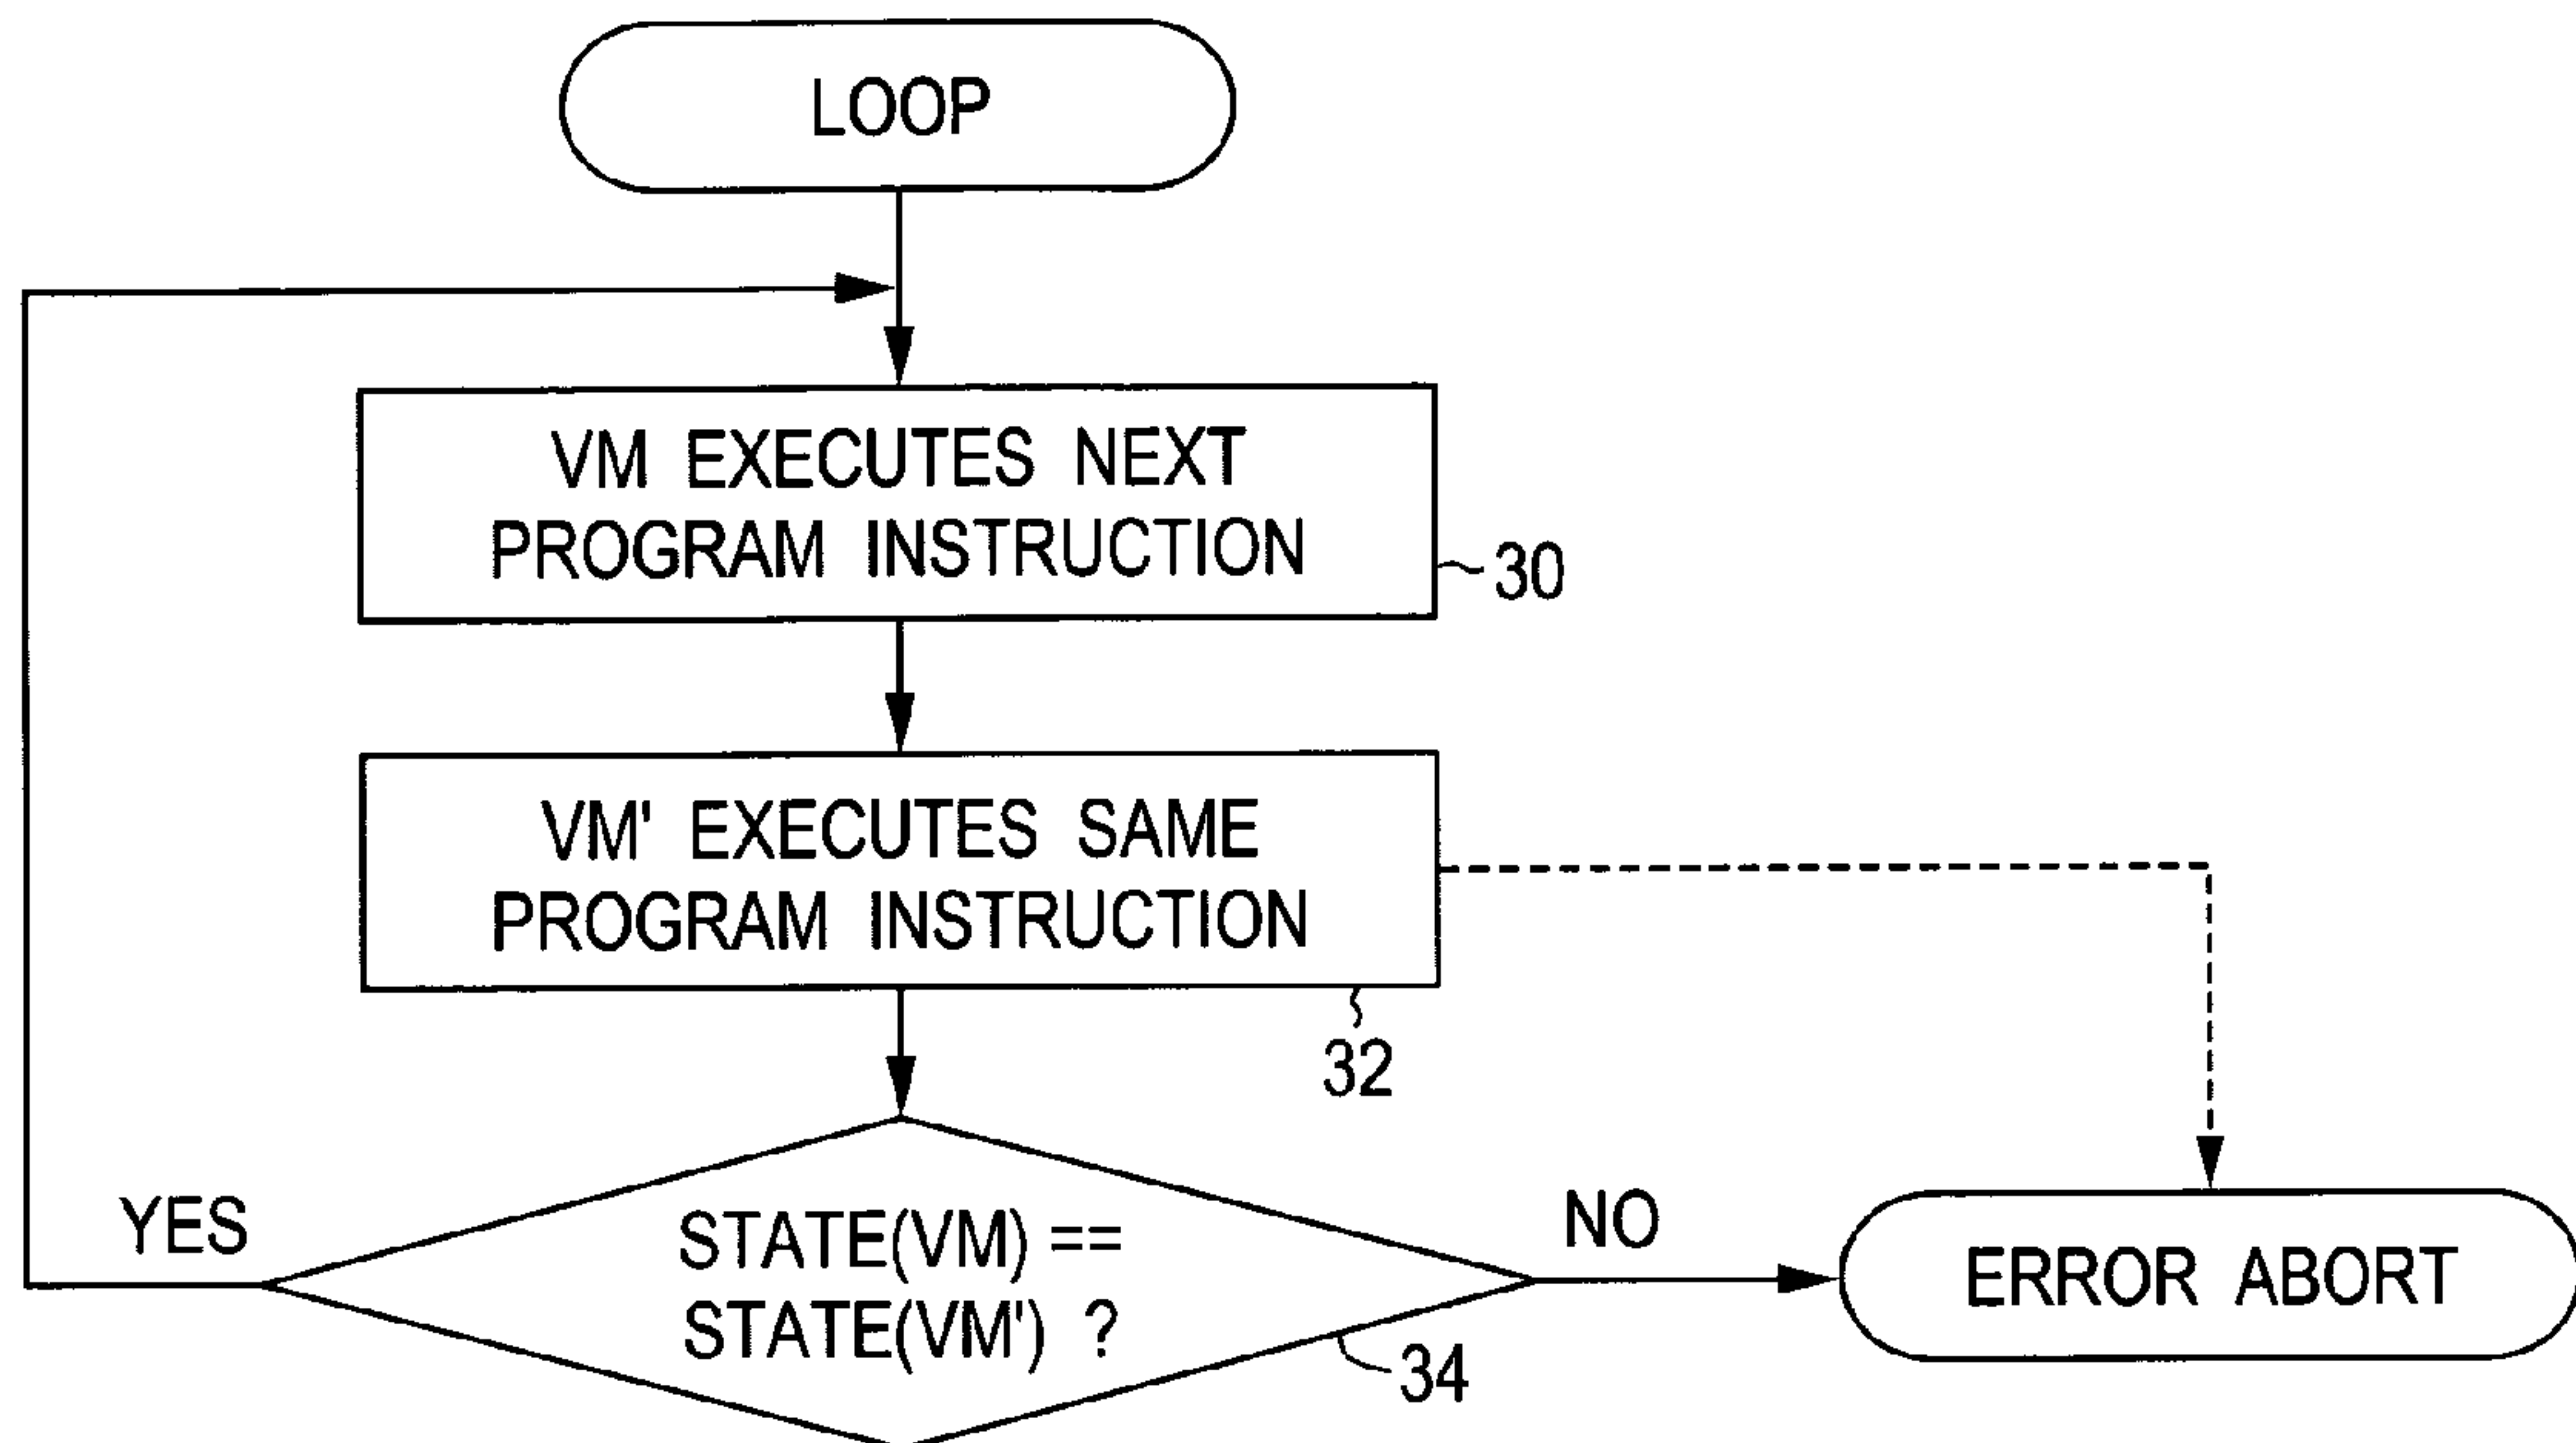 LOOP
VM EXECUTES NEXT
PROGRAM INSTRUCTION
30
VM' EXECUTES SAME
PROGRAM INSTRUCTION
32
YES
STATE(VM) ==
STATE(VM') ?
34
NO
ERROR ABORT